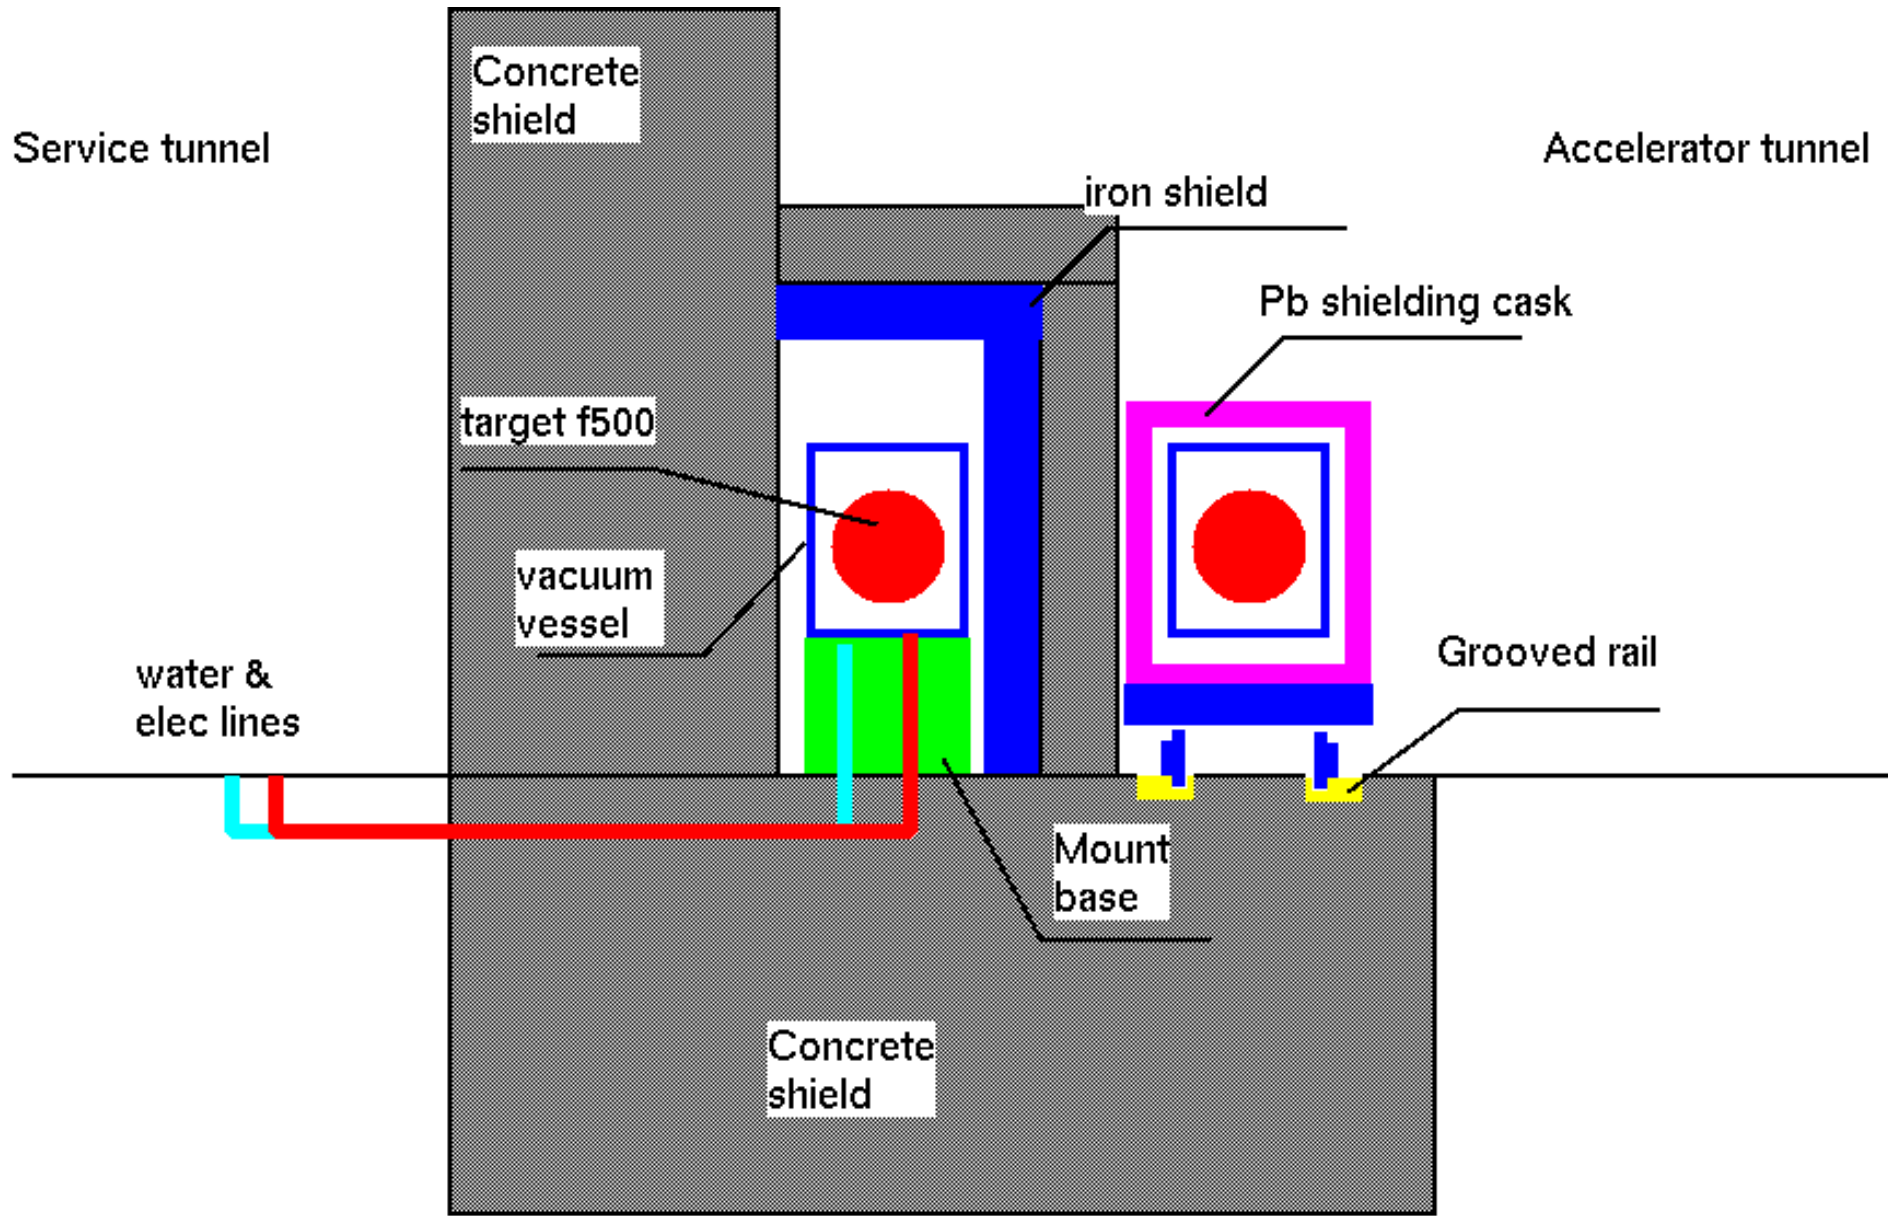 Concrete
shield
Service tunnel
Accelerator tunnel
iron shield
Pb shielding cask
target f500
vacuum
vessel
Grooved rail
water &
elec lines
Mount
base
Concrete
shield